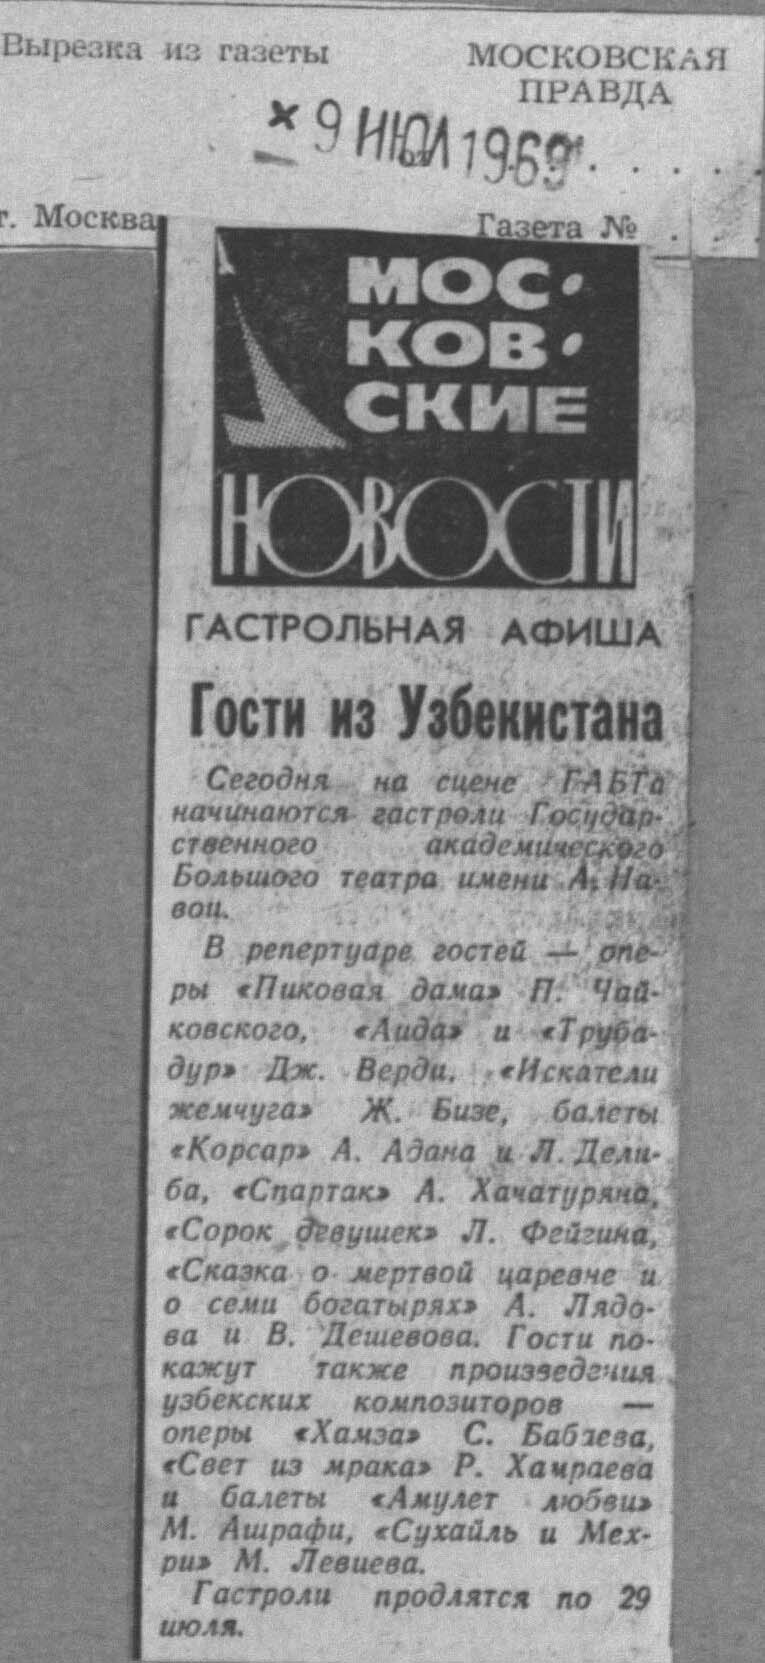 Вырезка из газеты
МОСКОВСКАЯ
ПРАВДА
9 ИЮЛ 1969
г. Москва
Газета №
МОС-
КОВ-
СКИЕ
НОВОСТИ
ГАСТРОЛЬНАЯ АФИША
Гости из Узбекистана
Сегодня на сцене ГАБТа
начинаются гастроли Государ-
ственного академического
Большого театра имени А. На-
вои.
В репертуаре гостей — опе-
ры «Пиковая дама» П. Чай-
ковского, «Аида» и «Труба-
дур» Дж. Верди, «Искатели
жемчуга» Ж. Бизе, балеты
«Корсар» А. Адана и Л. Дели-
ба, «Спартак» А. Хачатуряна,
«Сорок девушек» Л. Фейгина,
«Сказка о мертвой царевне и
о семи богатырях» А. Лядо-
ва и В. Дешевова. Гости по-
кажут также произведения
узбекских композиторов —
оперы «Хамза» С. Бабаева,
«Свет из мрака» Р. Хамраева
и балеты «Амулет любви»
М. Ашрафи, «Сухайль и Мех-
ри» М. Левиева.
Гастроли продлятся по 29
июля.